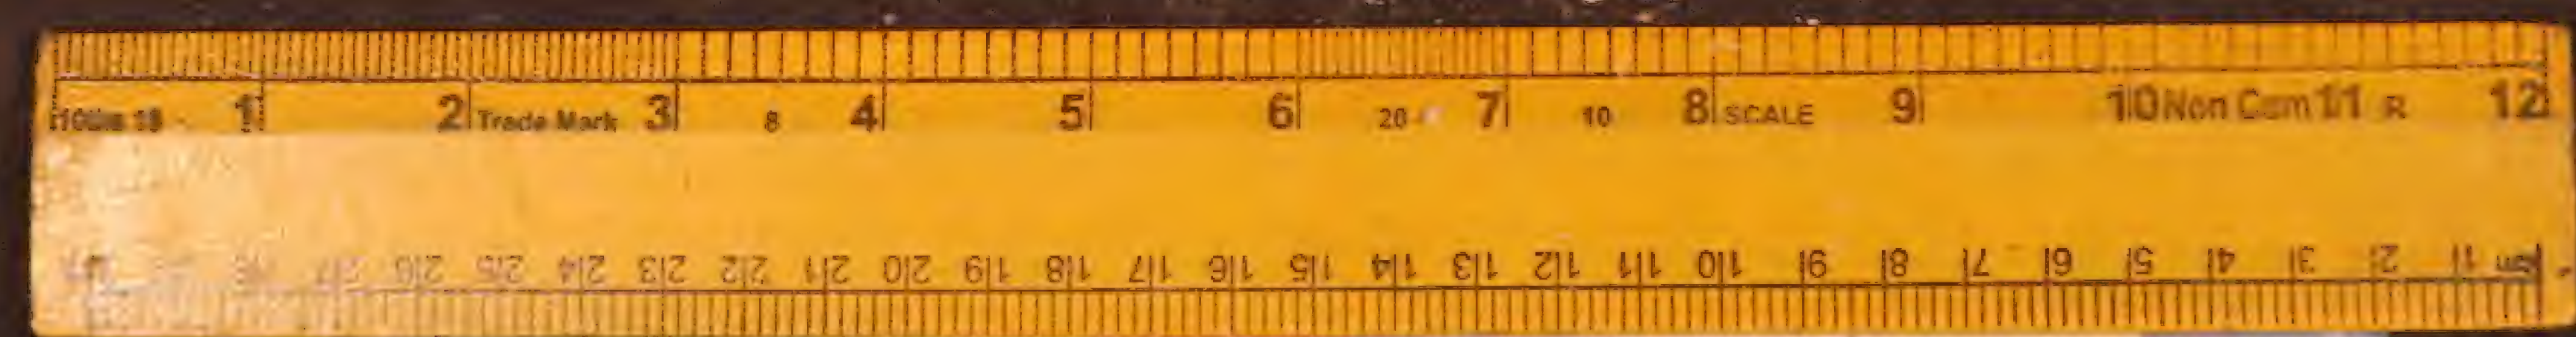 10ths 16 1 2 Trade Mark 3 8 4 5 6 20 7 10 8 SCALE 9 10 Non Com 11 R 12
27 26 25 24 23 22 21 20 19 18 17 16 15 14 13 12 11 10 9 8 7 6 5 4 3 2 1